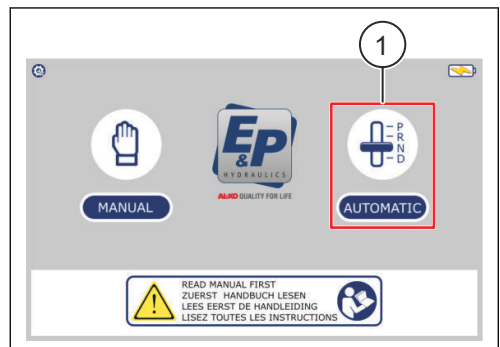 1
P
R
N
D
E&P
HYDRAULICS
AL-KO QUALITY FOR LIFE
MANUAL
AUTOMATIC
READ MANUAL FIRST
ZUERST HANDBUCH LESEN
LEES EERST DE HANDLEIDING
LISEZ TOUTES LES INSTRUCTIONS